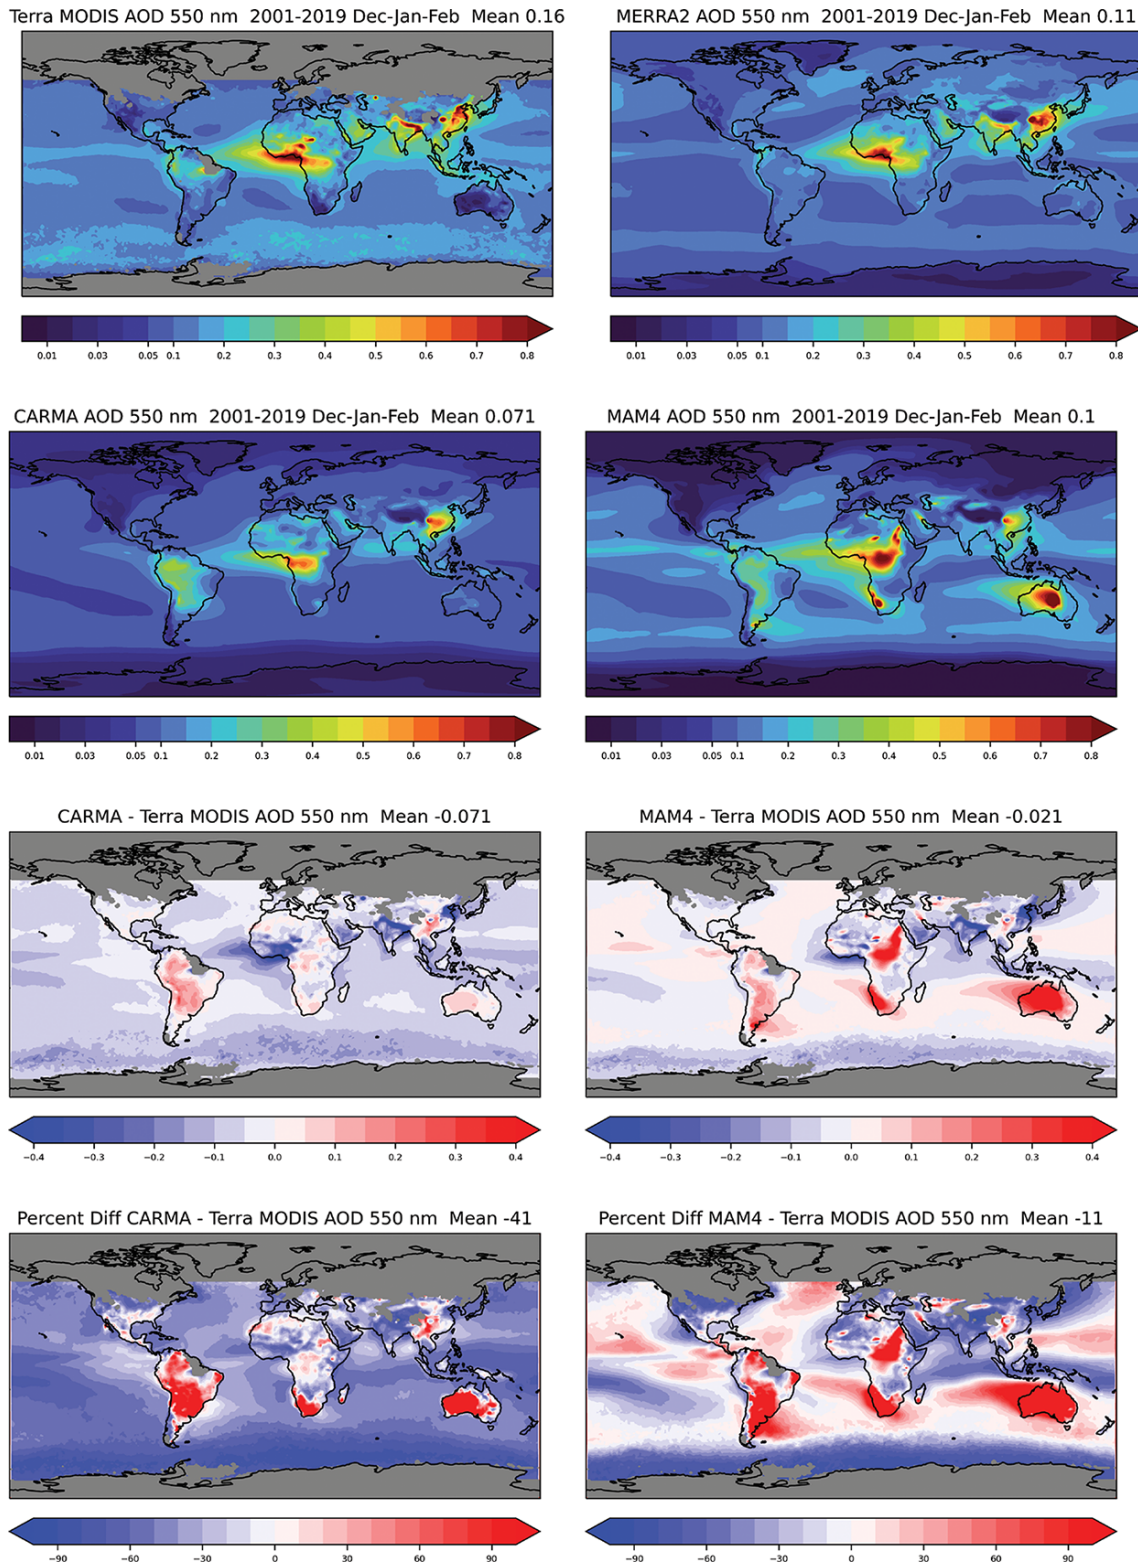 Terra MODIS AOD 550 nm 2001-2019 Dec-Jan-Feb Mean 0.16
MERRA2 AOD 550 nm 2001-2019 Dec-Jan-Feb Mean 0.11
0.01 0.03 0.05 0.1 0.2 0.3 0.4 0.5 0.6 0.7 0.8
0.01 0.03 0.05 0.1 0.2 0.3 0.4 0.5 0.6 0.7 0.8
CARMA AOD 550 nm 2001-2019 Dec-Jan-Feb Mean 0.071
MAM4 AOD 550 nm 2001-2019 Dec-Jan-Feb Mean 0.1
0.01 0.03 0.05 0.1 0.2 0.3 0.4 0.5 0.6 0.7 0.8
0.01 0.03 0.05 0.1 0.2 0.3 0.4 0.5 0.6 0.7 0.8
CARMA - Terra MODIS AOD 550 nm Mean -0.071
MAM4 - Terra MODIS AOD 550 nm Mean -0.021
−0.4 −0.3 −0.2 −0.1 0.0 0.1 0.2 0.3 0.4
−0.4 −0.3 −0.2 −0.1 0.0 0.1 0.2 0.3 0.4
Percent Diff CARMA - Terra MODIS AOD 550 nm Mean -41
Percent Diff MAM4 - Terra MODIS AOD 550 nm Mean -11
−90 −60 −30 0 30 60 90
−90 −60 −30 0 30 60 90